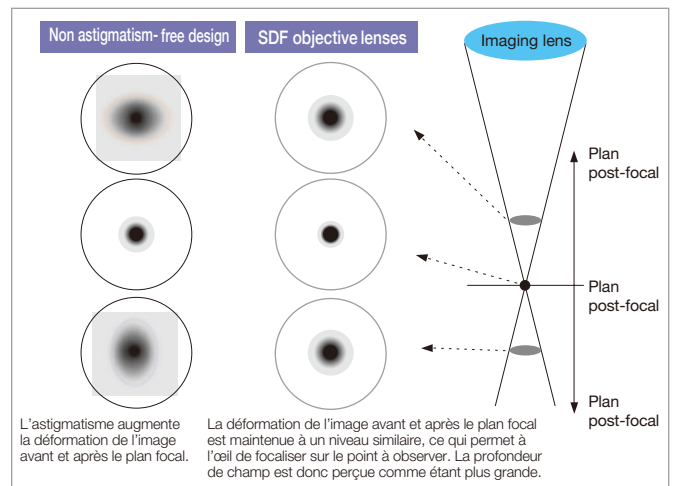 Non astigmatism- free design
SDF objective lenses
Imaging lens
Plan
post-focal
Plan
post-focal
Plan
post-focal
L'astigmatisme augmente
la déformation de l'image
avant et après le plan focal.
La déformation de l'image avant et après le plan focal
est maintenue à un niveau similaire, ce qui permet à
l'œil de focaliser sur le point à observer. La profondeur
de champ est donc perçue comme étant plus grande.